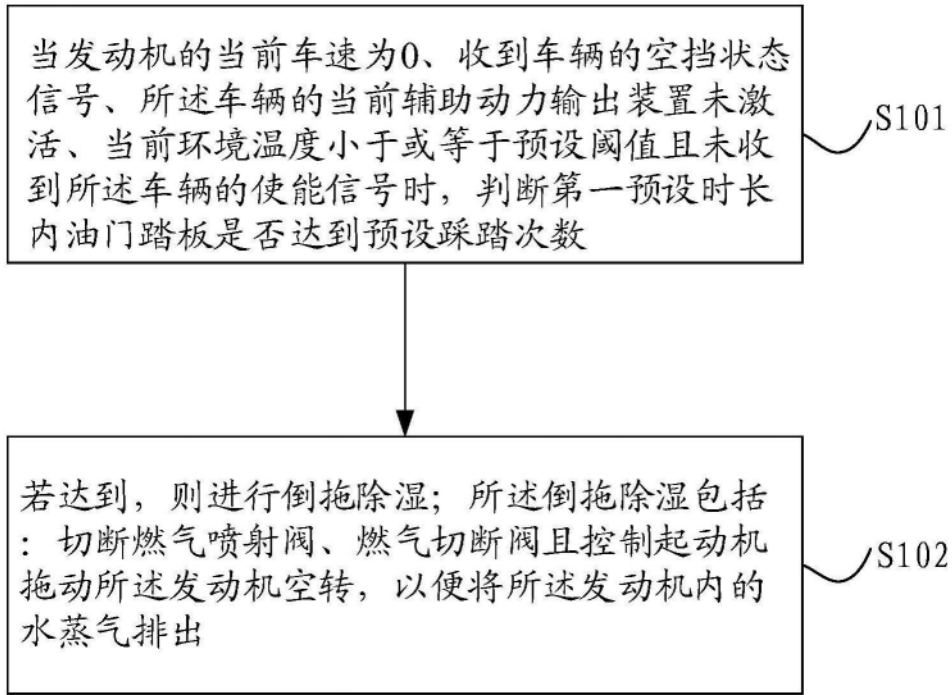 当发动机的当前车速为0、收到车辆的空挡状态
信号、所述车辆的当前辅助动力输出装置未激
活、当前环境温度小于或等于预设阈值且未收
到所述车辆的使能信号时，判断第一预设时长
内油门踏板是否达到预设踩踏次数
S101
若达到，则进行倒拖除湿；所述倒拖除湿包括
：切断燃气喷射阀、燃气切断阀且控制起动机
拖动所述发动机空转，以便将所述发动机内的
水蒸气排出
S102